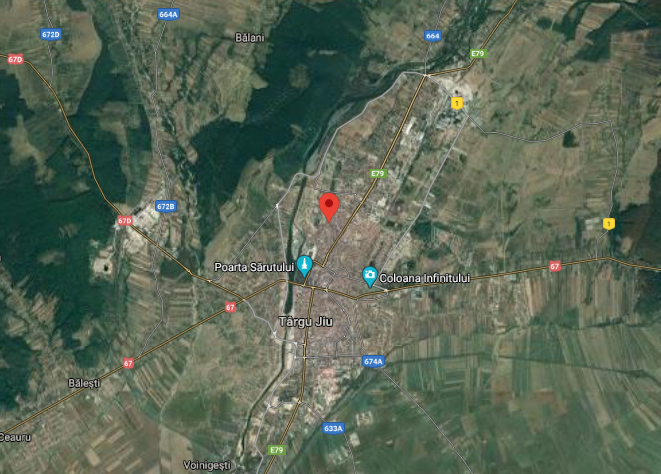 664A
672D
Bălani
664
E79
67D
1
E79
672B
67D
1
Poarta Sărutului
67
Coloana Infinitului
67
Târgu Jiu
67
674A
Bălești
633A
Ceauru
E79
Voinigești